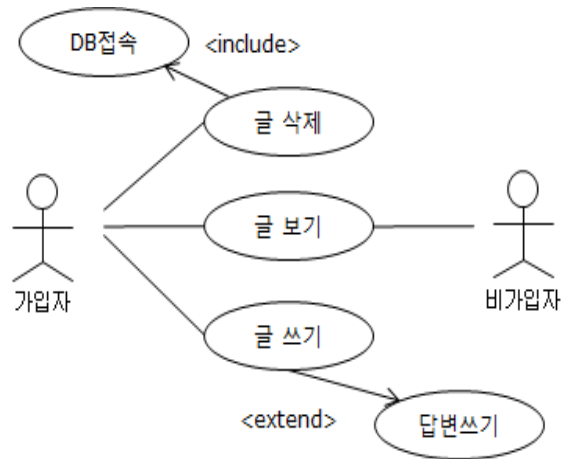 DB접속
<include>
글 삭제
글 보기
가입자
비가입자
글 쓰기
<extend>
답변쓰기